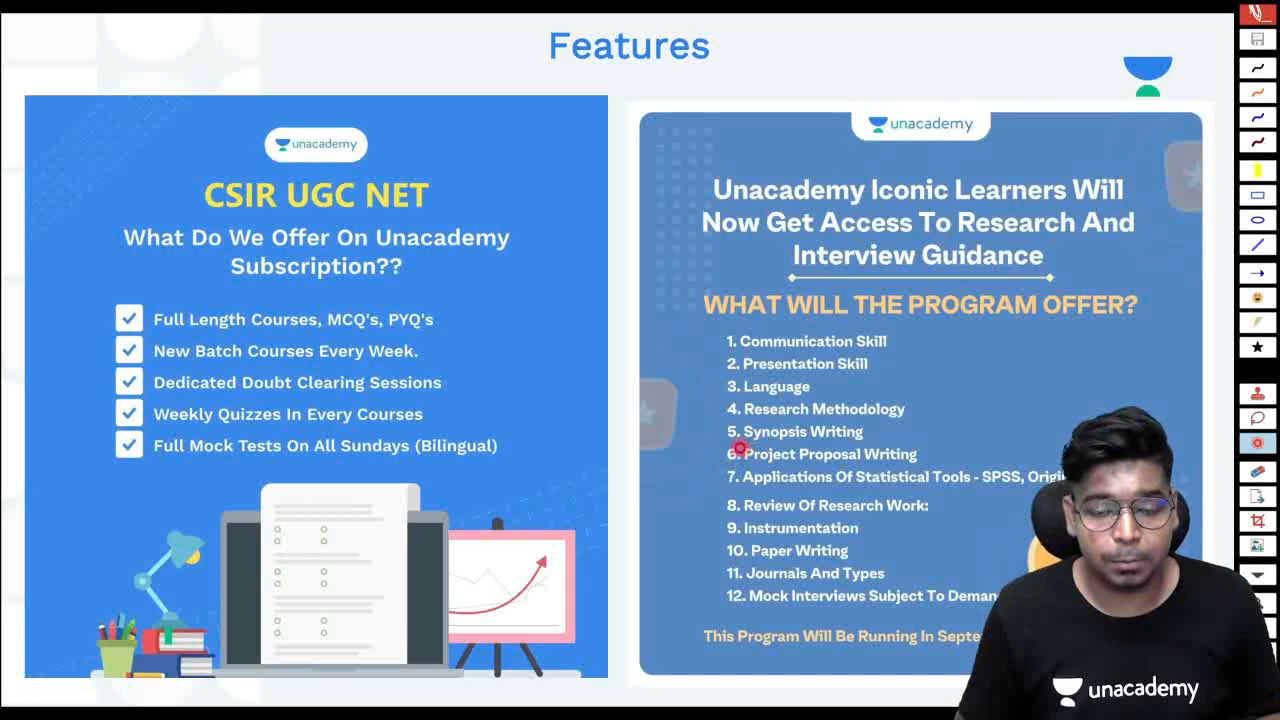 Features
unacademy
CSIR UGC NET
What Do We Offer On Unacademy
Subscription??
Full Length Courses, MCQ's, PYQ's
New Batch Courses Every Week.
Dedicated Doubt Clearing Sessions
Weekly Quizzes In Every Courses
Full Mock Tests On All Sundays (Bilingual)
unacademy
Unacademy Iconic Learners Will
Now Get Access To Research And
Interview Guidance
WHAT WILL THE PROGRAM OFFER?
1. Communication Skill
2. Presentation Skill
3. Language
4. Research Methodology
5. Synopsis Writing
6. Project Proposal Writing
7. Applications Of Statistical Tools - SPSS,
8. Review Of Research Work:
9. Instrumentation
10. Paper Writing
11. Journals And Types
12. Mock Interviews Subject To
This Program Will Be Running In
unacademy